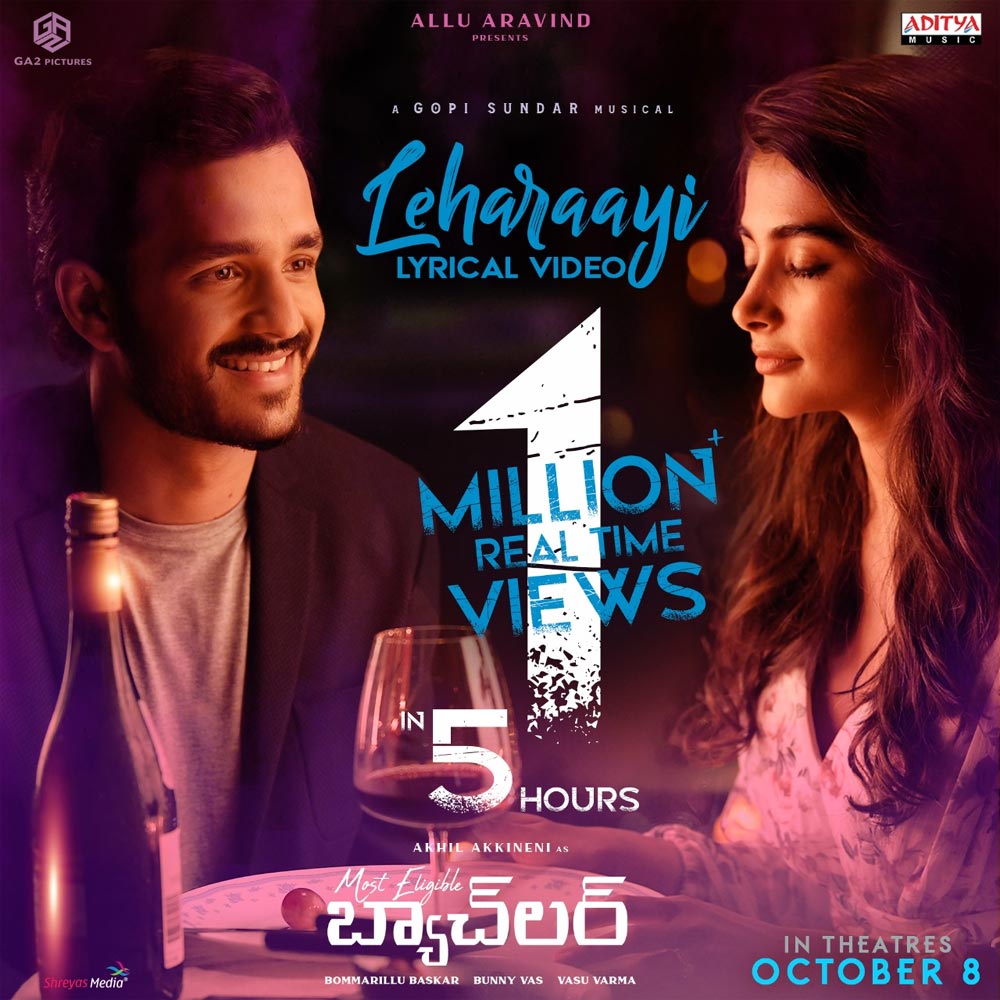 GA2 PICTURES
ALLU ARAVIND
PRESENTS
ADITYA
MUSIC
A GOPI SUNDAR MUSICAL
Leharaayi
LYRICAL VIDEO
1
MILLION+
REAL TIME
VIEWS
IN 5 HOURS
AKHIL AKKINENI AS
Most Eligible
బ్యాచ్‌లర్
BOMMARILLU BASKAR BUNNY VAS VASU VARMA
Shreyas Media®
IN THEATRES
OCTOBER 8